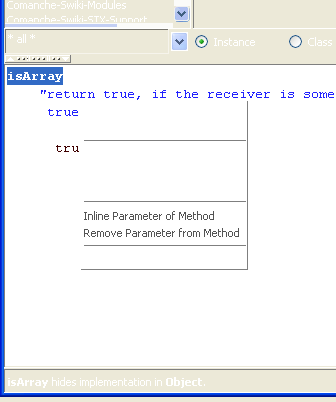 Comanche-Swiki-Modules
Comanche-Swiki-STX-Support
* all *
Instance
Class
isArray
"return true, if the receiver is some
true
tru
Inline Parameter of Method
Remove Parameter from Method
isArray hides implementation in Object.